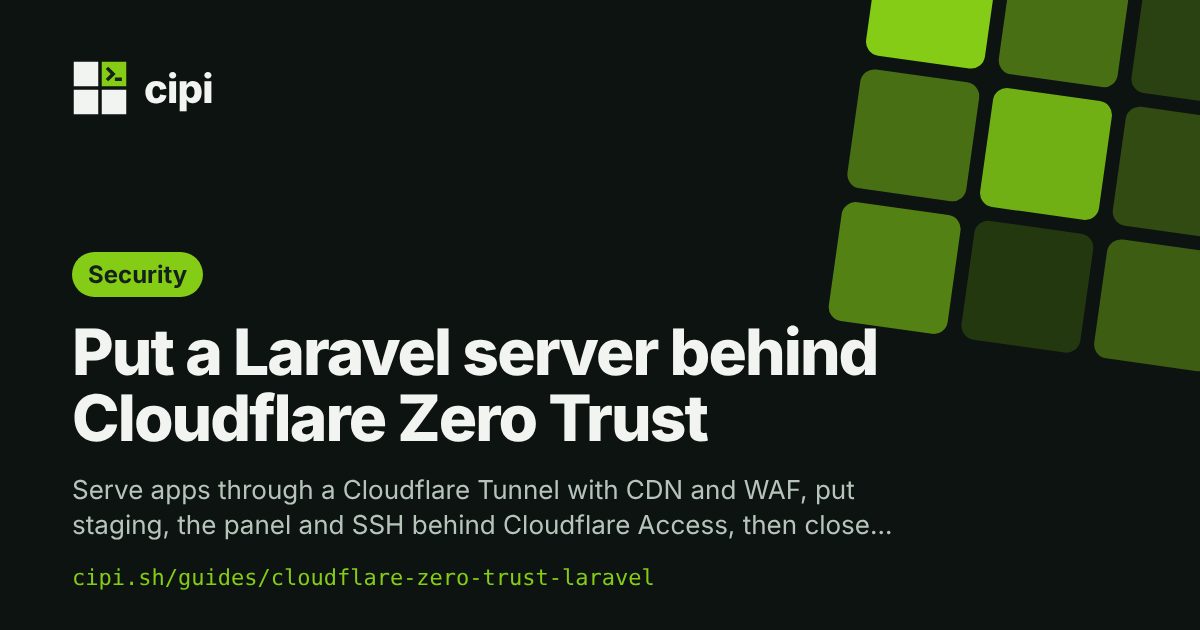 cipi
Security
Put a Laravel server behind
Cloudflare Zero Trust
Serve apps through a Cloudflare Tunnel with CDN and WAF, put
staging, the panel and SSH behind Cloudflare Access, then close...
cipi.sh/guides/cloudflare-zero-trust-laravel